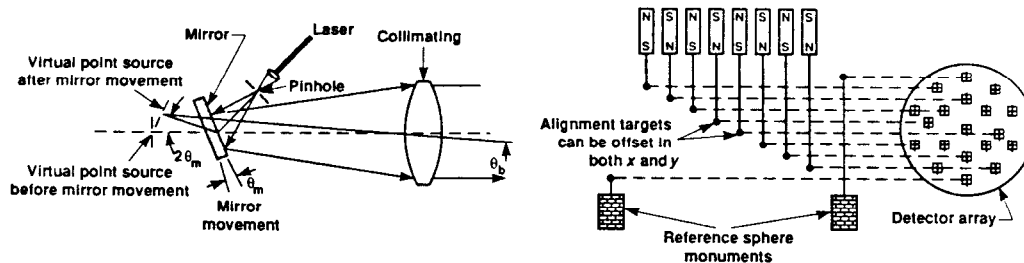 Mirror
Laser
Collimating
Virtual point source
after mirror movement
Pinhole
2θm
θb
Virtual point source
before mirror movement
θm
Mirror
movement
N S S N N S S N
S N N S S N N S
Alignment targets
can be offset in
both x and y
Reference sphere
monuments
Detector array